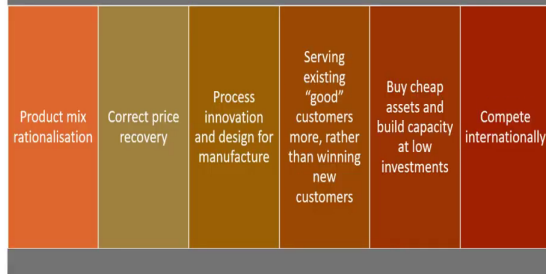 Product mix
rationalisation
Correct price
recovery
Process
innovation
and design for
manufacture
Serving
existing
“good”
customers
more, rather
than winning
new
customers
Buy cheap
assets and
build capacity
at low
investments
Compete
internationally